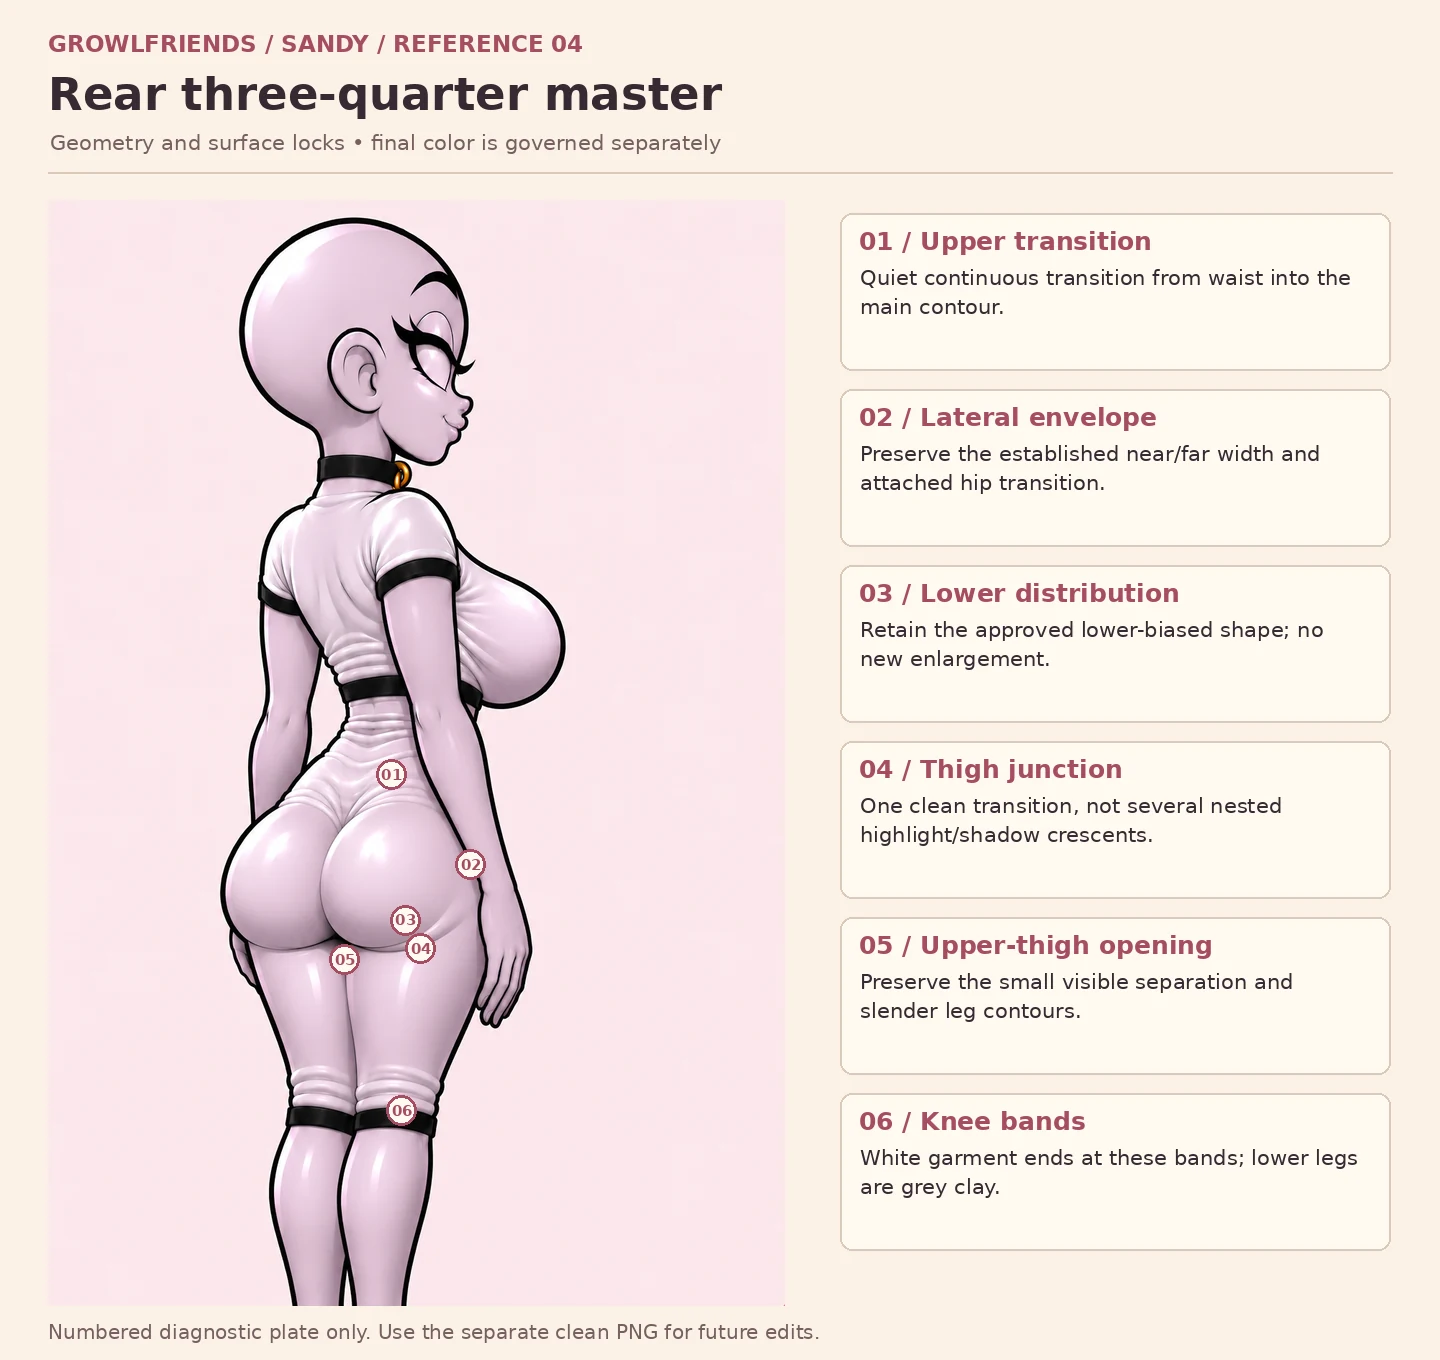 GROWLFRIENDS / SANDY / REFERENCE 04
Rear three-quarter master
Geometry and surface locks • final color is governed separately
01
02
03
04
05
06
01 / Upper transition
Quiet continuous transition from waist into the
main contour.
02 / Lateral envelope
Preserve the established near/far width and
attached hip transition.
03 / Lower distribution
Retain the approved lower-biased shape; no
new enlargement.
04 / Thigh junction
One clean transition, not several nested
highlight/shadow crescents.
05 / Upper-thigh opening
Preserve the small visible separation and
slender leg contours.
06 / Knee bands
White garment ends at these bands; lower legs
are grey clay.
Numbered diagnostic plate only. Use the separate clean PNG for future edits.